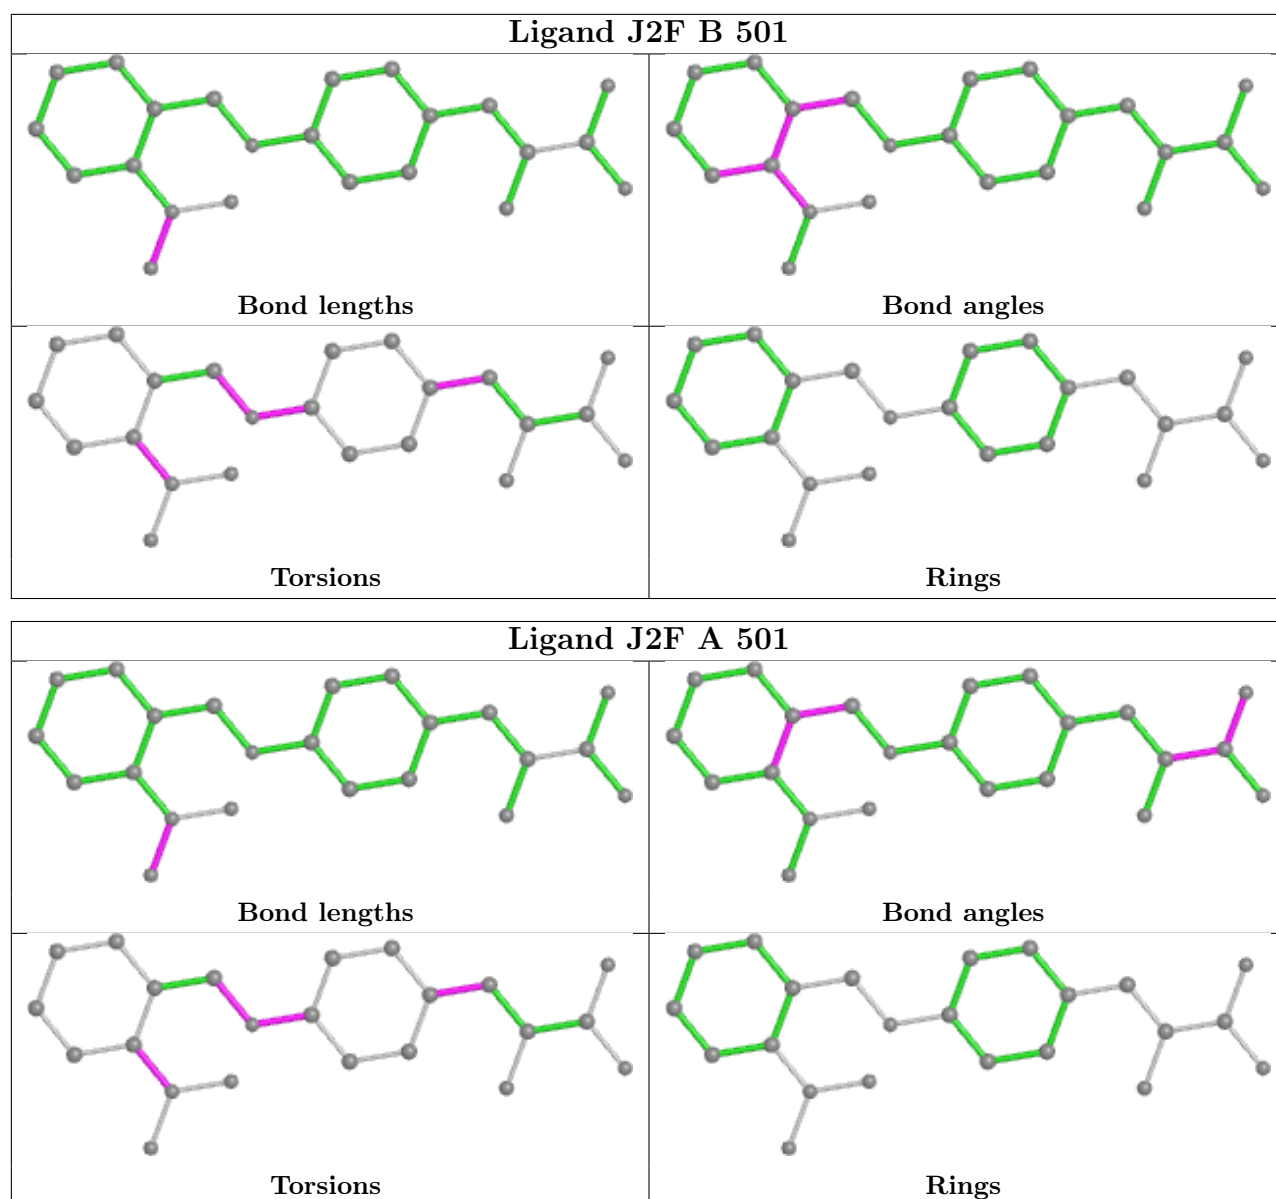 Ligand J2F B 501
Bond lengths
Bond angles
Torsions
Rings
Ligand J2F A 501
Bond lengths
Bond angles
Torsions
Rings